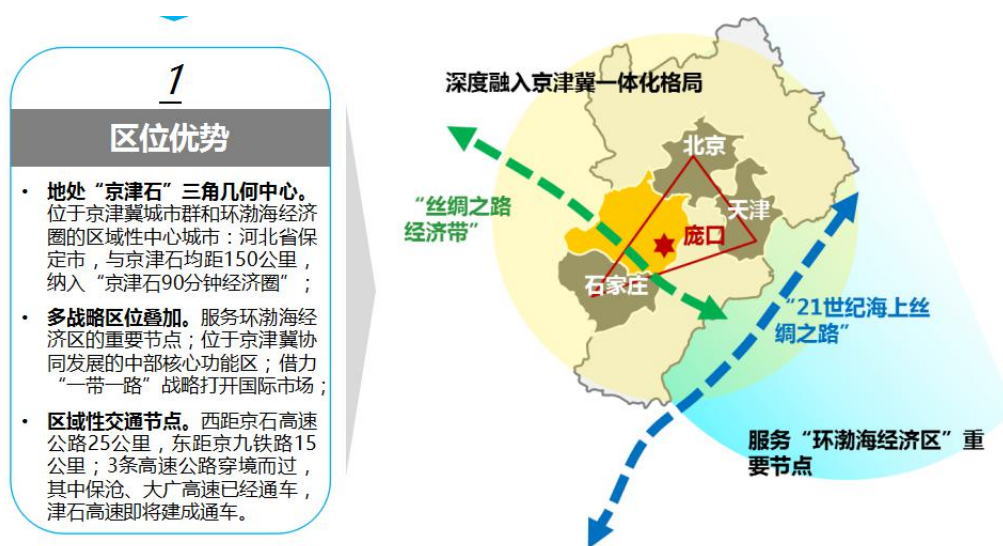 1
区位优势
• 地处“京津石”三角几何中心。
位于京津冀城市群和环渤海经济
圈的区域性中心城市：河北省保
定市，与京津石均距150公里，
纳入“京津石90分钟经济圈”；
• 多战略区位叠加。服务环渤海经
济区的重要节点；位于京津冀协
同发展的中部核心功能区；借力
“一带一路”战略打开国际市场；
• 区域性交通节点。西距京石高速
公路25公里，东距京九铁路15
公里；3条高速公路穿境而过，
其中保沧、大广高速已经通车，
津石高速即将建成通车。
深度融入京津冀一体化格局
北京
“丝绸之路
经济带”
天津
庞口
石家庄
“21世纪海上丝
绸之路”
服务“环渤海经济区”重
要节点